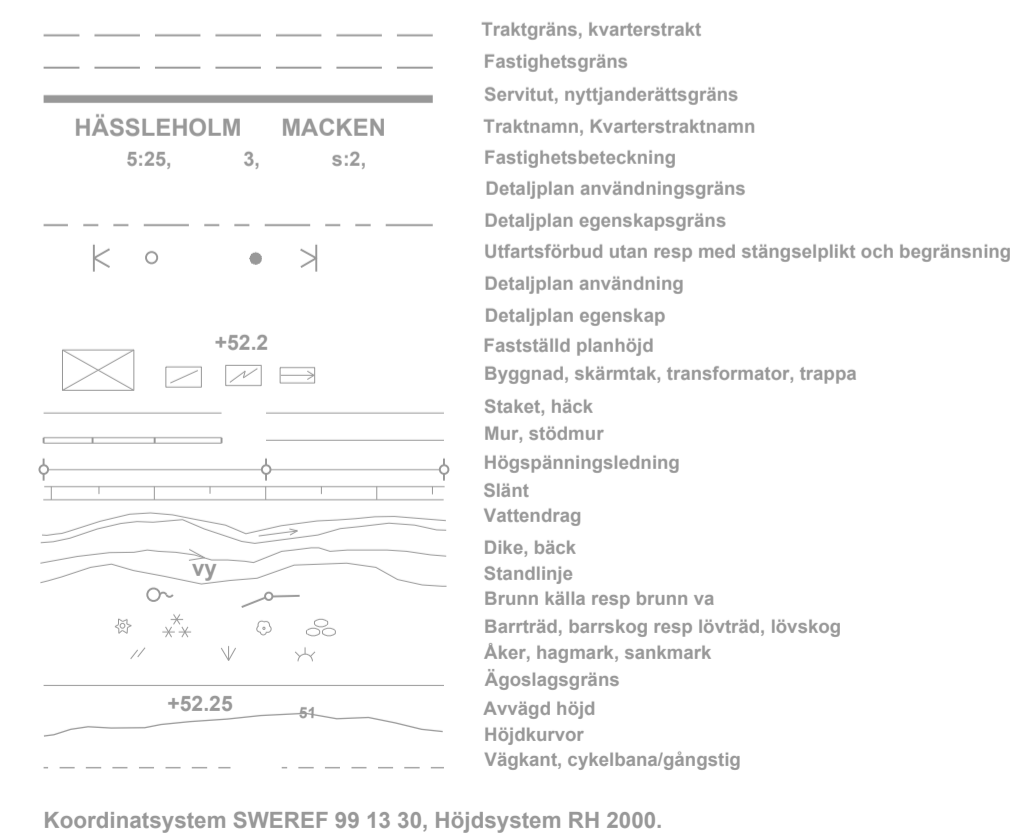 Traktgräns, kvarterstrakt
Fastighetsgräns
Servitut, nyttjanderättsgräns
HÄSSLEHOLM MACKEN Traktnamn, Kvarterstraktnamn
5:25, 3, s:2, Fastighetsbeteckning
Detaljplan användningsgräns
Detaljplan egenskapsgräns
Utfartsförbud utan resp med stängselplikt och begränsning
Detaljplan användning
Detaljplan egenskap
+52.2 Fastställd planhöjd
Byggnad, skärmtak, transformator, trappa
Staket, häck
Mur, stödmur
Högspänningsledning
Slänt
Vattendrag
Dike, bäck
vy Standlinje
Brunn källa resp brunn va
Barrträd, barrskog resp lövträd, lövskog
Åker, hagmark, sankmark
Ägoslagsgräns
+52.25 51 Avvägd höjd
Höjdkurvor
Vägkant, cykelbana/gångstig
Koordinatsystem SWEREF 99 13 30, Höjdsystem RH 2000.